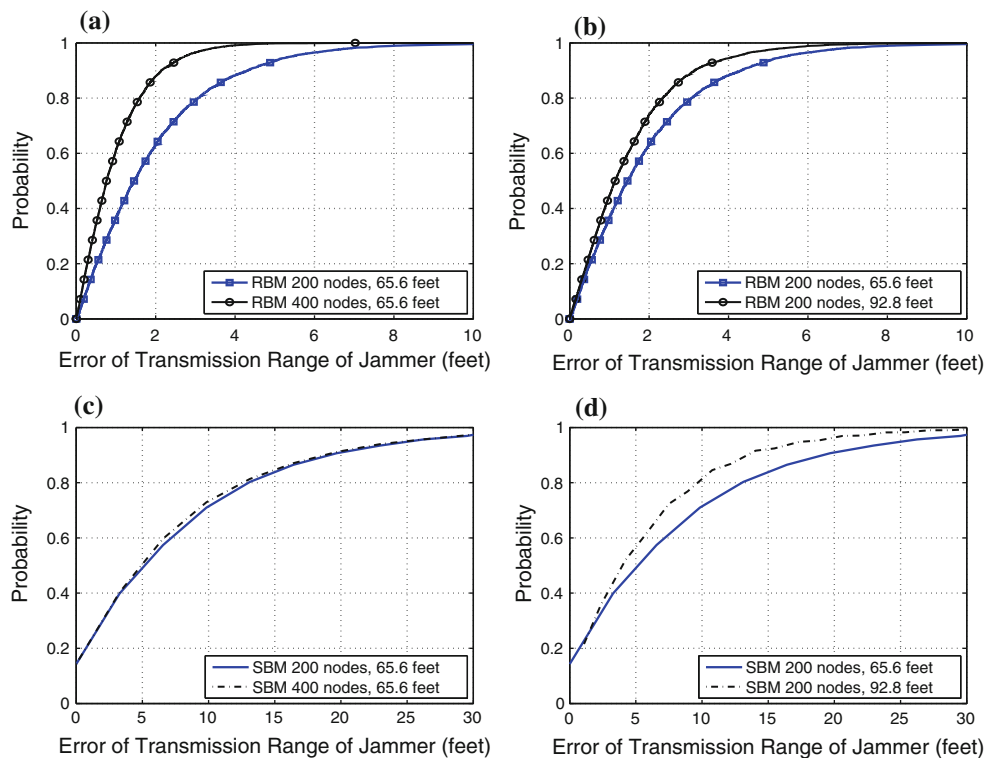 (a)
1
0.8
0.6
0.4
0.2
0
Probability
RBM 200 nodes, 65.6 feet
RBM 400 nodes, 65.6 feet
0 2 4 6 8 10
Error of Transmission Range of Jammer (feet)
(b)
1
0.8
0.6
0.4
0.2
0
Probability
RBM 200 nodes, 65.6 feet
RBM 200 nodes, 92.8 feet
0 2 4 6 8 10
Error of Transmission Range of Jammer (feet)
(c)
1
0.8
0.6
0.4
0.2
0
Probability
SBM 200 nodes, 65.6 feet
SBM 400 nodes, 65.6 feet
0 5 10 15 20 25 30
Error of Transmission Range of Jammer (feet)
(d)
1
0.8
0.6
0.4
0.2
0
Probability
SBM 200 nodes, 65.6 feet
SBM 200 nodes, 92.8 feet
0 5 10 15 20 25 30
Error of Transmission Range of Jammer (feet)